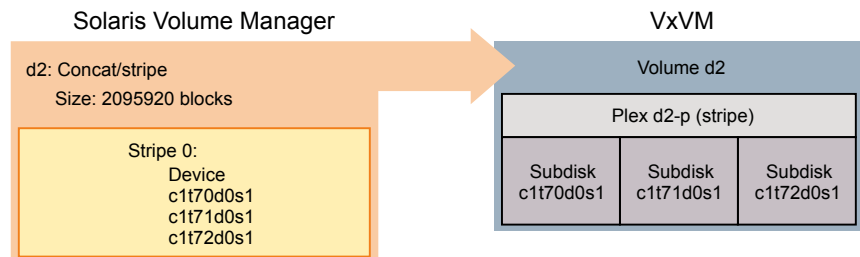 Solaris Volume Manager
VxVM
d2: Concat/stripe
Size: 2095920 blocks
Stripe 0:
Device
c1t70d0s1
c1t71d0s1
c1t72d0s1
Volume d2
Plex d2-p (stripe)
Subdisk
c1t70d0s1
Subdisk
c1t71d0s1
Subdisk
c1t72d0s1